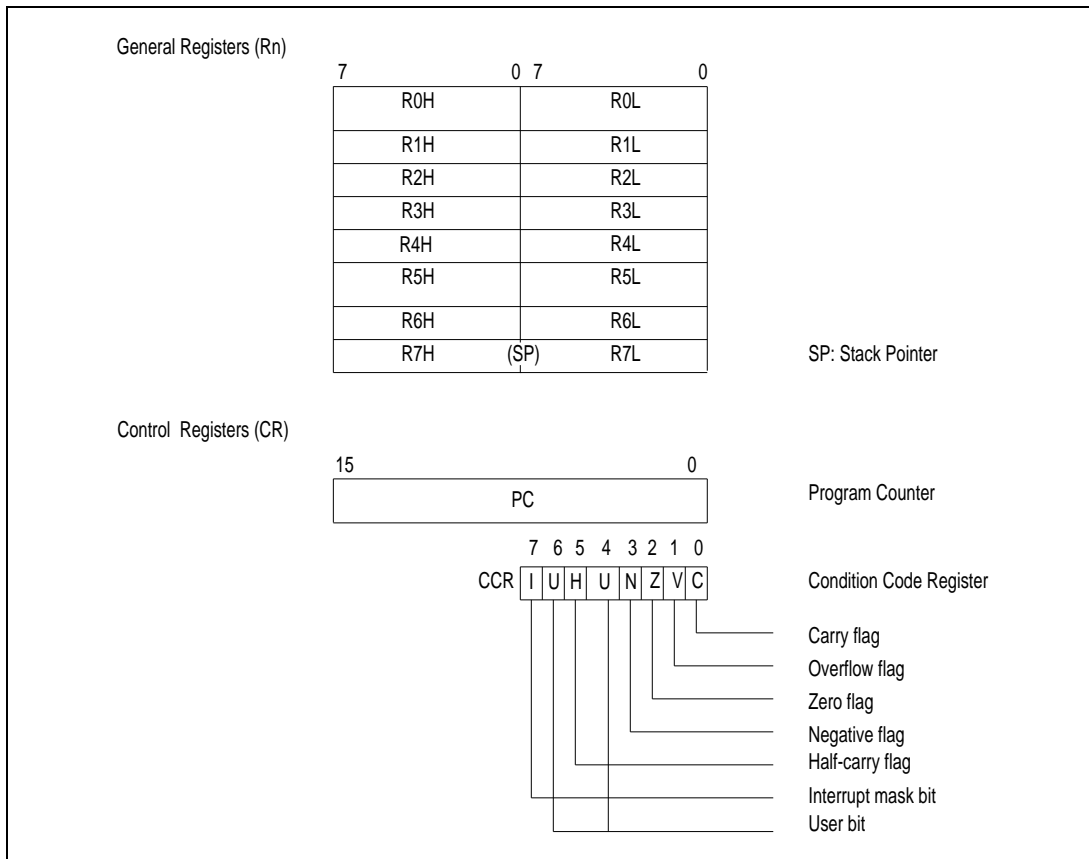 General Registers (Rn)
7 0 7 0
R0H R0L
R1H R1L
R2H R2L
R3H R3L
R4H R4L
R5H R5L
R6H R6L
R7H (SP) R7L SP: Stack Pointer
Control Registers (CR)
15 0
PC Program Counter
7 6 5 4 3 2 1 0
CCR I U H U N Z V C Condition Code Register
Carry flag
Overflow flag
Zero flag
Negative flag
Half-carry flag
Interrupt mask bit
User bit